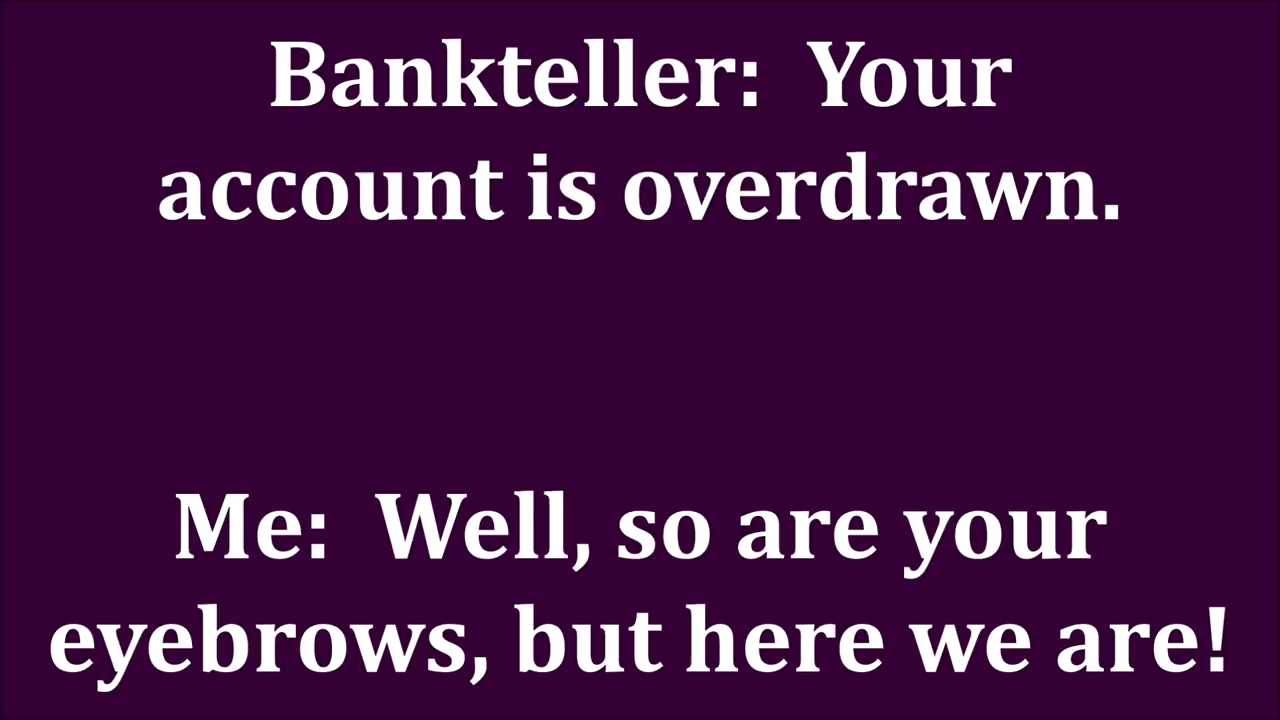 Bankteller:  Your
account is overdrawn.
Me:  Well, so are your
eyebrows, but here we are!